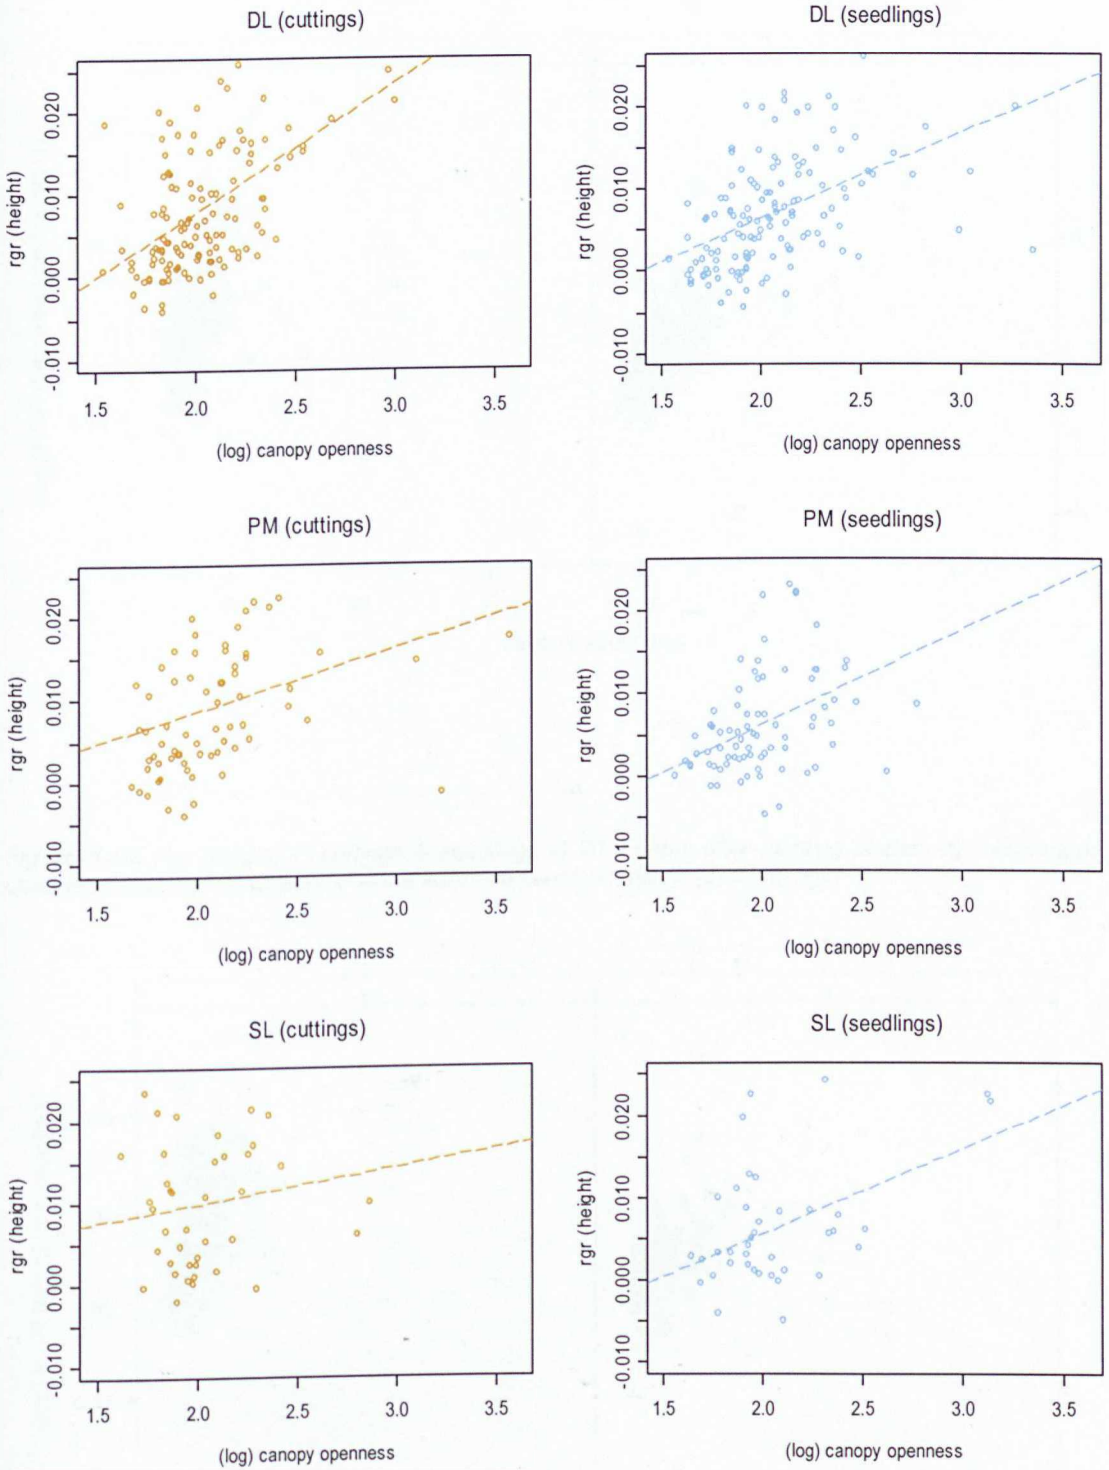 DL (cuttings)
rgr (height)
0.020
0.010
0.000
-0.010
1.5 2.0 2.5 3.0 3.5
(log) canopy openness
DL (seedlings)
rgr (height)
0.020
0.010
0.000
-0.010
1.5 2.0 2.5 3.0 3.5
(log) canopy openness
PM (cuttings)
rgr (height)
0.020
0.010
0.000
-0.010
1.5 2.0 2.5 3.0 3.5
(log) canopy openness
PM (seedlings)
rgr (height)
0.020
0.010
0.000
-0.010
1.5 2.0 2.5 3.0 3.5
(log) canopy openness
SL (cuttings)
rgr (height)
0.020
0.010
0.000
-0.010
1.5 2.0 2.5 3.0 3.5
(log) canopy openness
SL (seedlings)
rgr (height)
0.020
0.010
0.000
-0.010
1.5 2.0 2.5 3.0 3.5
(log) canopy openness